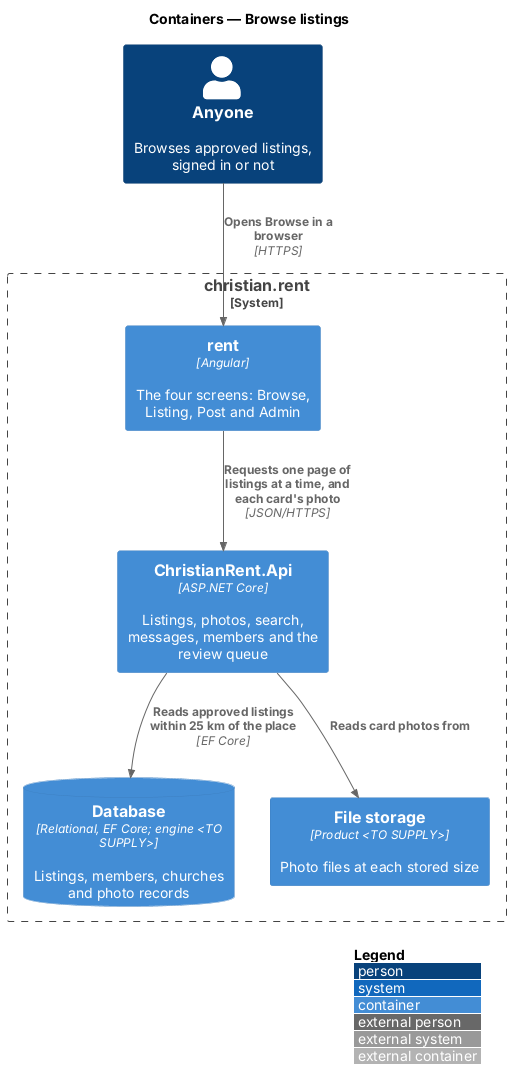 Containers — Browse listings
Anyone
Browses approved listings,
signed in or not
Opens Browse in a
browser
[HTTPS]
christian.rent
[System]
rent
[Angular]
The four screens: Browse,
Listing, Post and Admin
Requests one page of
listings at a time, and
each card's photo
[JSON/HTTPS]
ChristianRent.Api
[ASP.NET Core]
Listings, photos, search,
messages, members and the
review queue
Reads approved listings
within 25 km of the place
[EF Core]
Reads card photos from
Database
[Relational, EF Core; engine <TO
SUPPLY>]
Listings, members, churches
and photo records
File storage
[Product <TO SUPPLY>]
Photo files at each stored size
Legend
person
system
container
external person
external system
external container